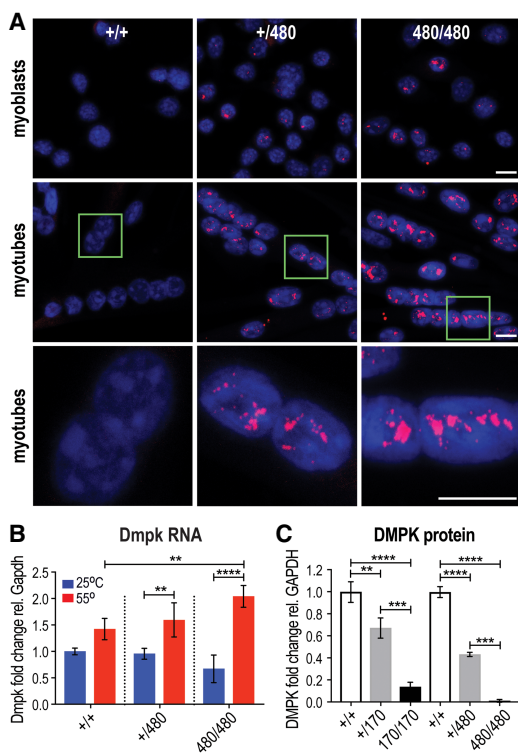 A
+/+ +/480 480/480
myoblasts
myotubes
myotubes
B Dmpk RNA
Dmpk fold change rel. Gapdh
25ºC
55º
**
** ****
2.5
2.0
1.5
1.0
0.5
0.0
+/+ +/480 480/480
C DMPK protein
DMPK fold change rel. GAPDH
**** ****
** ****
*** ***
1.2
1.0
0.8
0.6
0.4
0.2
0.0
+/+ +/170 170/170 +/+ +/480 480/480